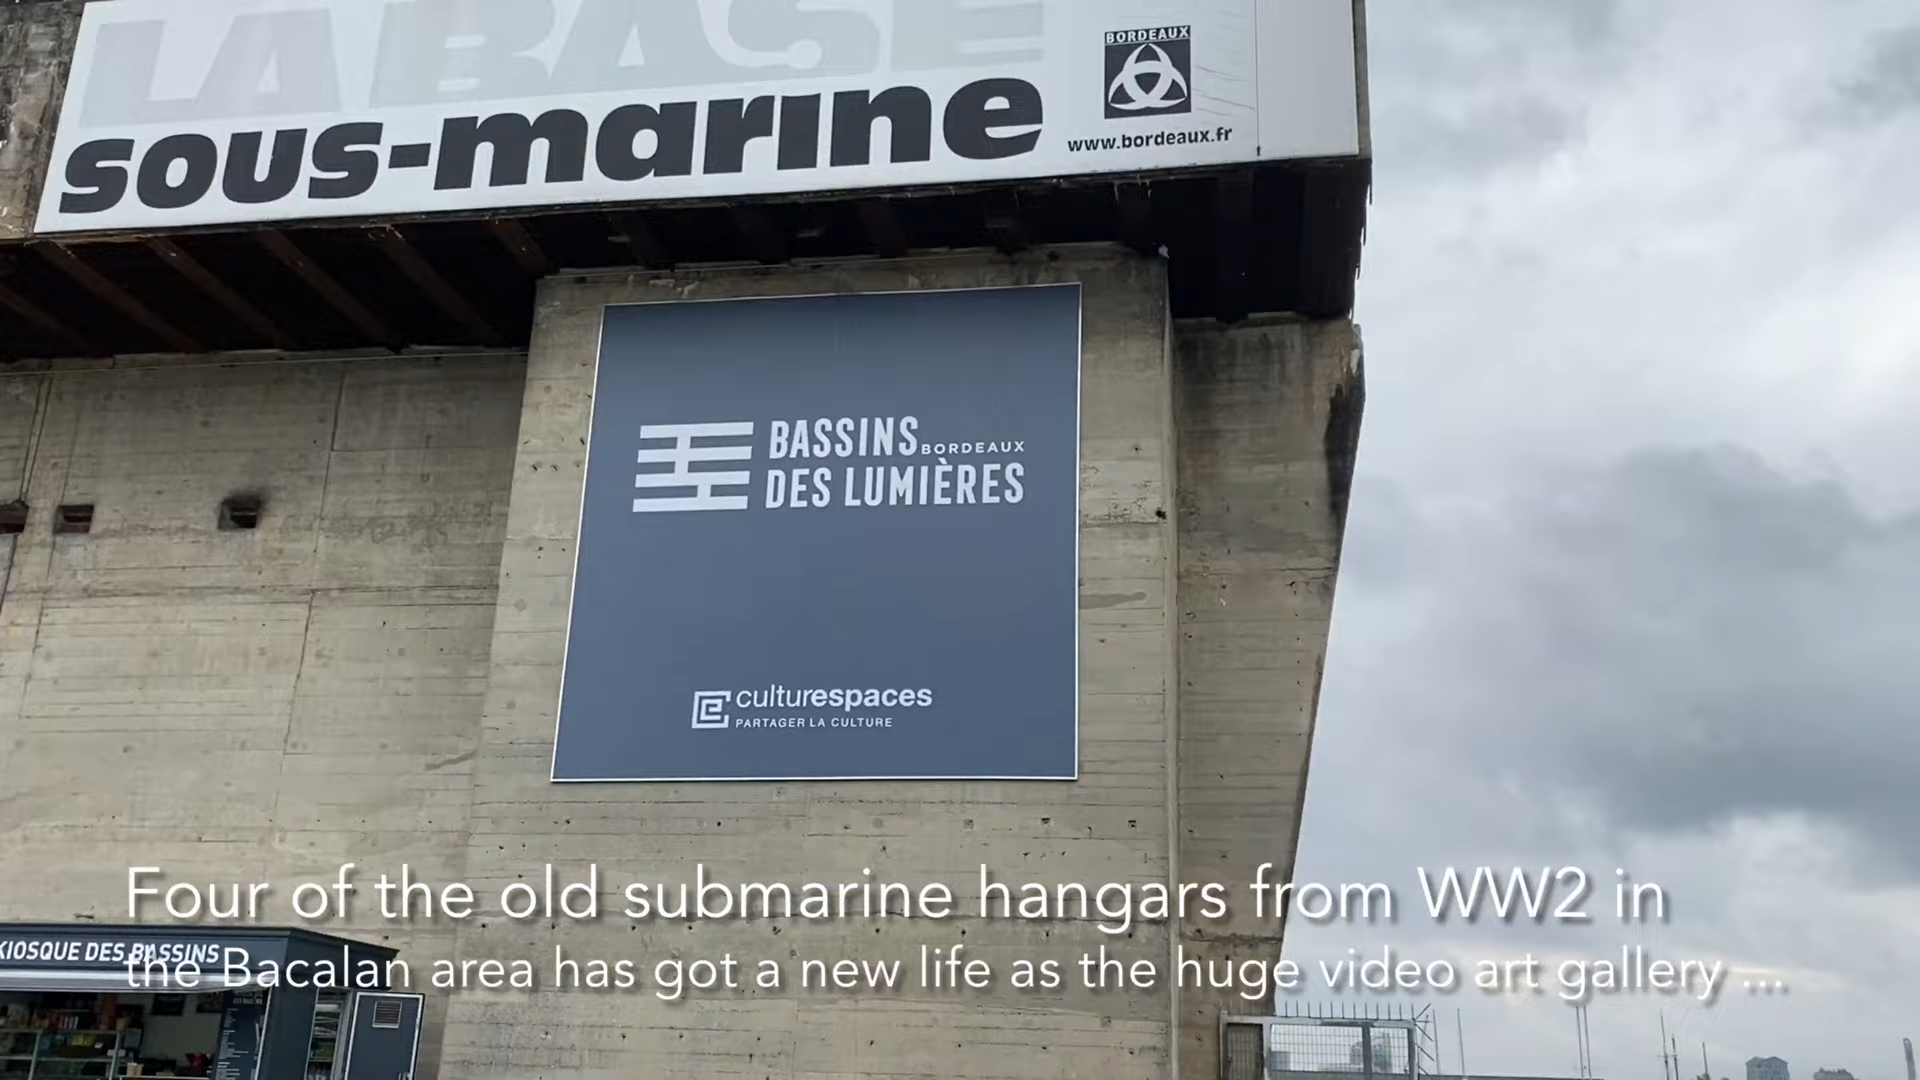 LA BASE
sous-marine
BORDEAUX
www.bordeaux.fr
BASSINS BORDEAUX
DES LUMIÈRES
culturespaces
PARTAGER LA CULTURE
KIOSQUE DES BASSINS
Four of the old submarine hangars from WW2 in
the Bacalan area has got a new life as the huge video art gallery ...